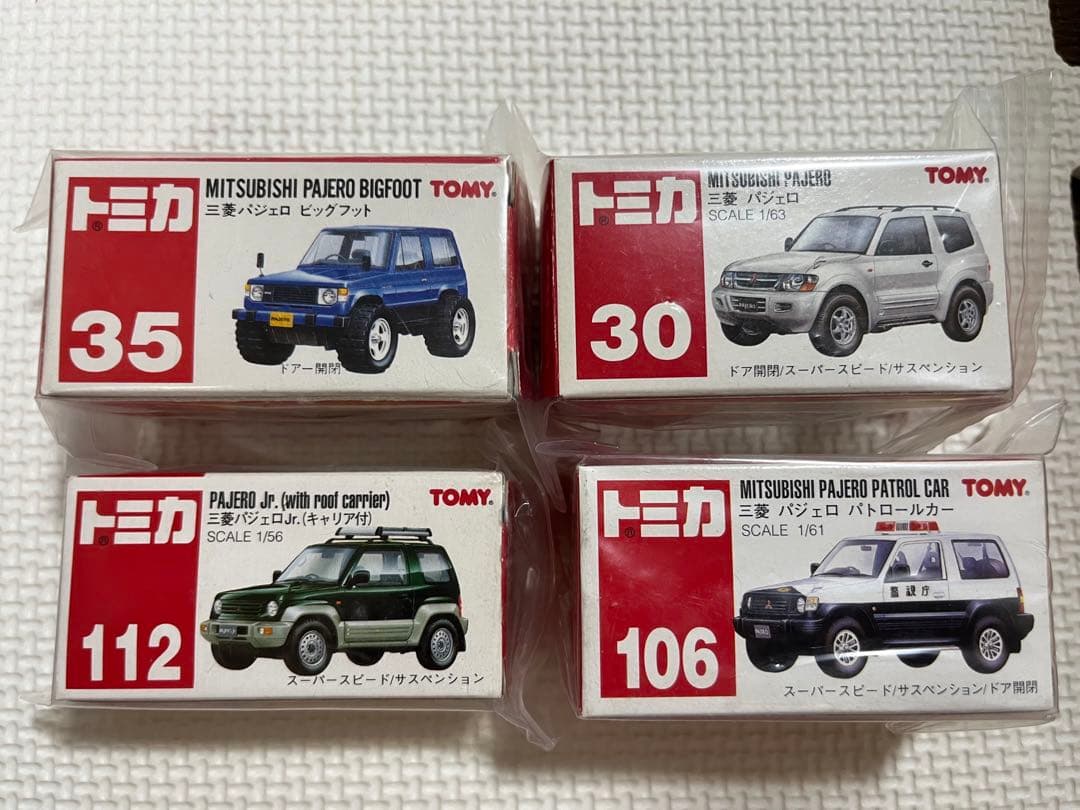 トミカ
®
35
MITSUBISHI PAJERO BIGFOOT
TOMY.
三菱パジェロ ビッグフット
PAJERO
ドアー開閉
トミカ
®
30
MITSUBISHI PAJERO
TOMY.
三菱 パジェロ
SCALE 1/63
PAJERO
ドア開閉/スーパースピード/サスペンション
トミカ
®
112
PAJERO Jr. (with roof carrier)
TOMY.
三菱パジェロJr.(キャリア付)
SCALE 1/56
スーパースピード/サスペンション
トミカ
®
106
MITSUBISHI PAJERO PATROL CAR
TOMY.
三菱 パジェロ パトロールカー
SCALE 1/61
警視庁
PAJERO
スーパースピード/サスペンション/ドア開閉